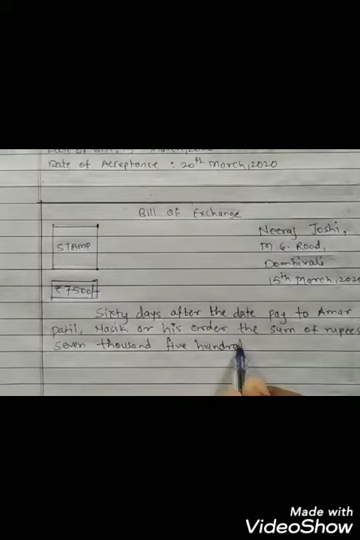 Date of Acceptance : 20th March, 2020
Bill Of Exchange
STAMP
Neeraj Joshi,
M. G. Road,
Dombivali
15th March, 2020
₹7500/-
Sixty days after the date pay to Amar
patil, Nasik or his order the sum of rupees
seven thousand five hundre
Made with
VideoShow